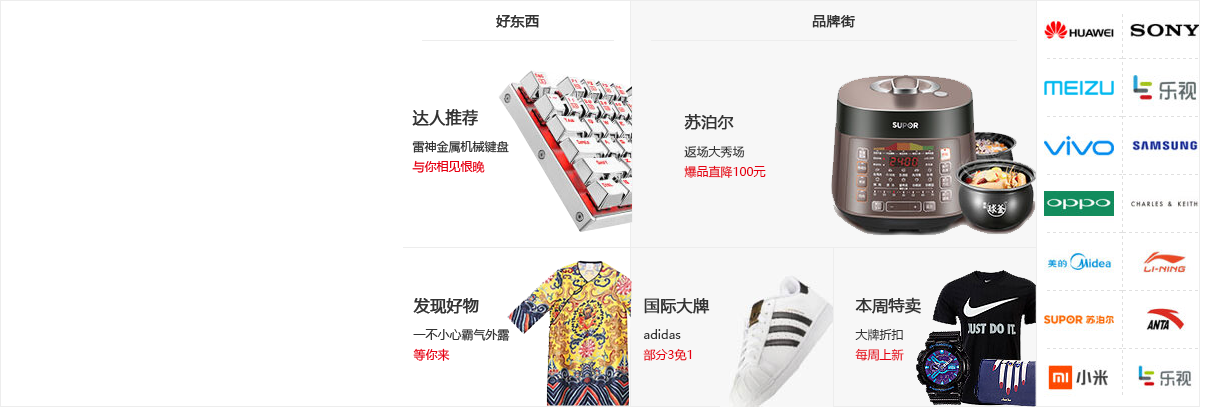 好东西
达人推荐
雷神金属机械键盘
与你相见恨晚
发现好物
一不小心霸气外露
等你来
品牌街
苏泊尔
返场大秀场
爆品直降100元
SUPOR
国际大牌
adidas
部分3免1
本周特卖
大牌折扣
每周上新
JUST DO IT.
HUAWEI
SONY
MEIZU
乐视
vivo
SAMSUNG
oppo
CHARLES & KEITH
美的 Midea
LI-NING
SUPOR 苏泊尔
ANTA
MI 小米
乐视